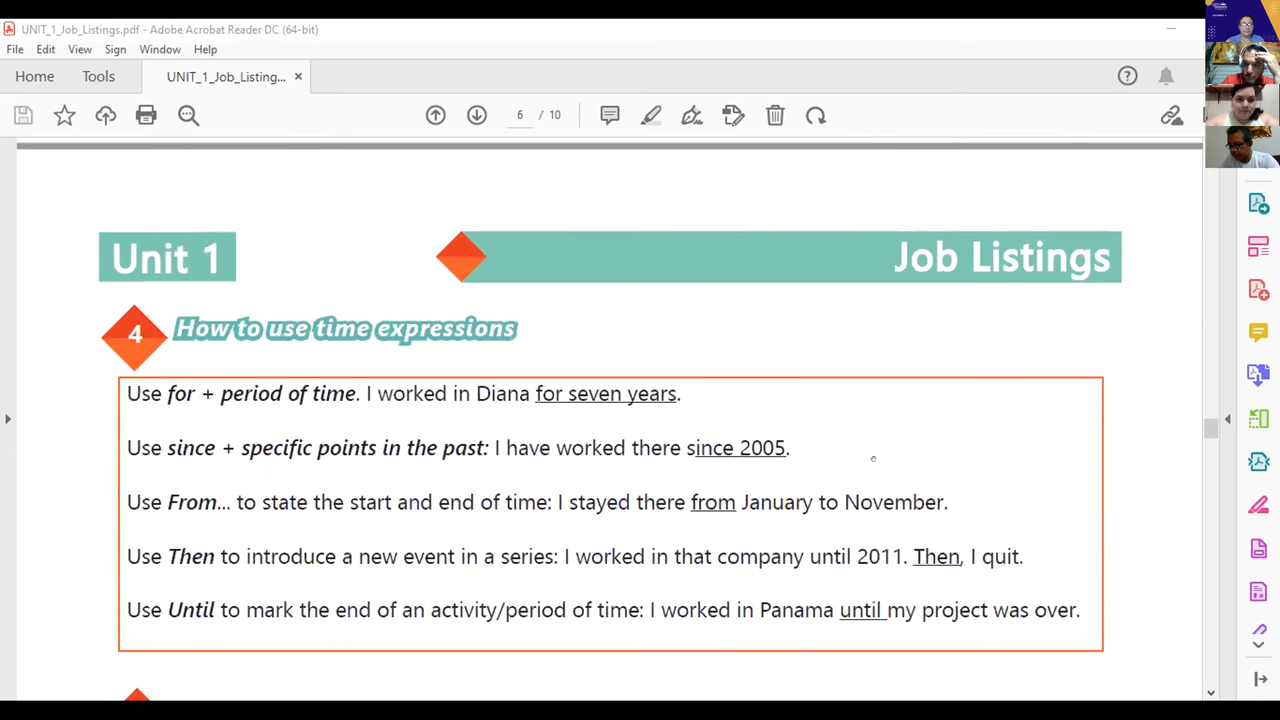 UNIT_1_Job_Listings.pdf - Adobe Acrobat Reader DC (64-bit)
File Edit View Sign Window Help
Home Tools UNIT_1_Job_Listing... ×
6 / 10
Unit 1
Job Listings
4 How to use time expressions
Use for + period of time. I worked in Diana for seven years.
Use since + specific points in the past: I have worked there since 2005.
Use From... to state the start and end of time: I stayed there from January to November.
Use Then to introduce a new event in a series: I worked in that company until 2011. Then, I quit.
Use Until to mark the end of an activity/period of time: I worked in Panama until my project was over.